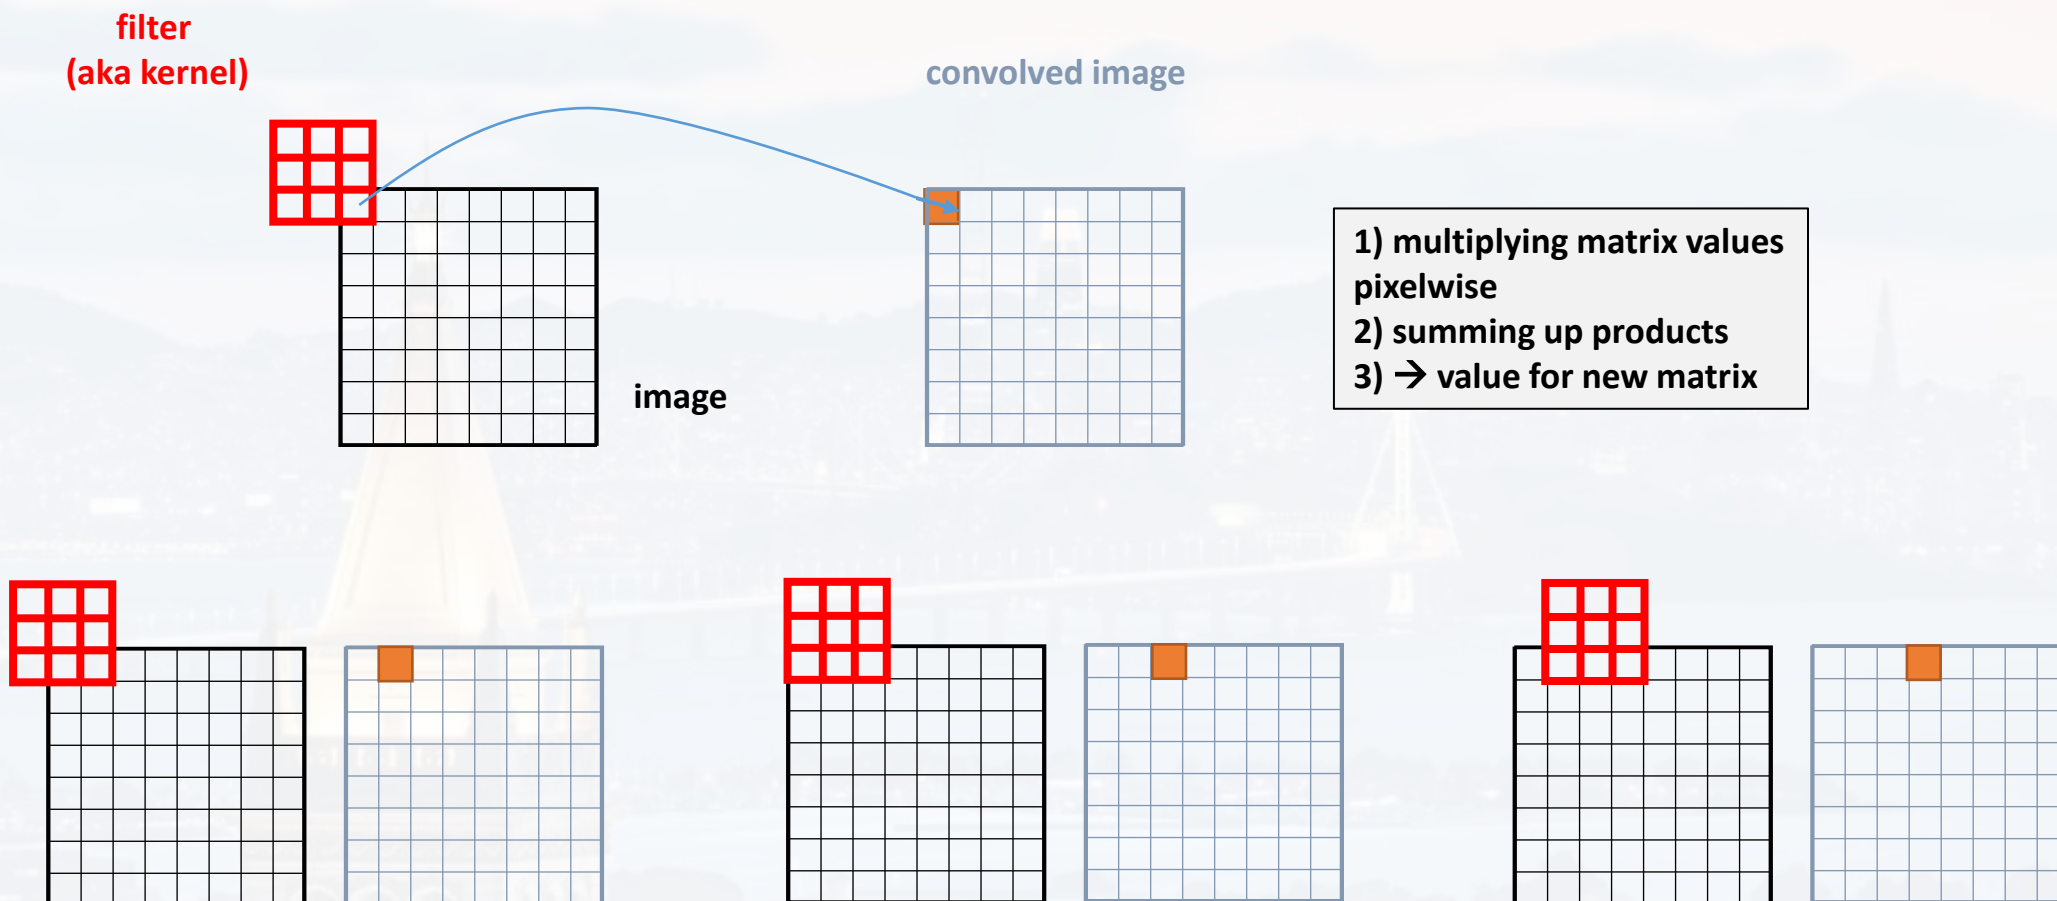 filter
(aka kernel)
convolved image
image
1) multiplying matrix values
pixelwise
2) summing up products
3) → value for new matrix